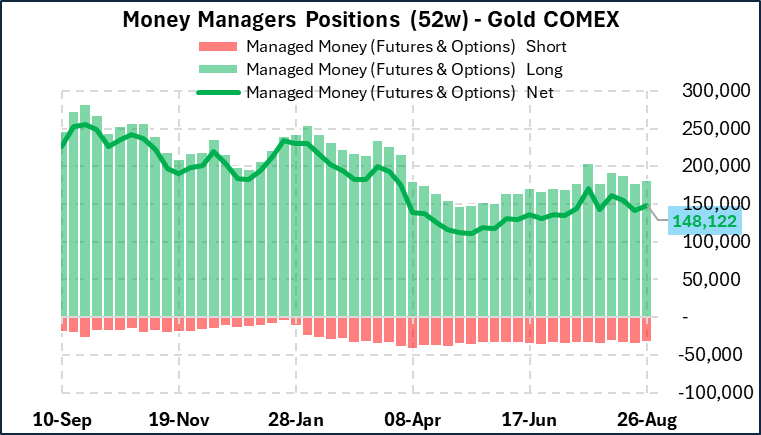 Money Managers Positions (52w) - Gold COMEX
Managed Money (Futures & Options) Short
Managed Money (Futures & Options) Long
Managed Money (Futures & Options) Net
300,000
250,000
200,000
150,000
148,122
100,000
50,000
-
-50,000
-100,000
10-Sep 19-Nov 28-Jan 08-Apr 17-Jun 26-Aug